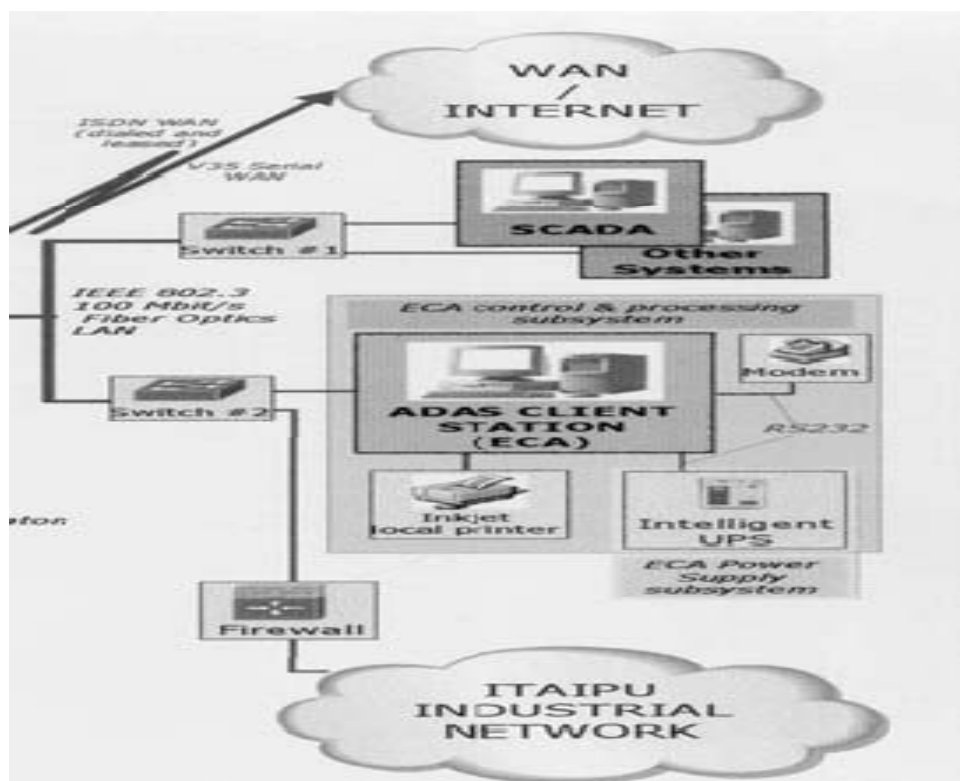 WAN
/
INTERNET
ISDN WAN
(dialed and
leased)
V35 Serial
WAN
SCADA
Switch #1
Other
Systems
IEEE 802.3
100 Mbit/s
Fiber Optics
LAN
ECA control & processing
subsystem
Modem
Switch #2
ADAS CLIENT
STATION
(ECA)
RS232
Inkjet
local printer
Intelligent
UPS
ECA Power
Supply
subsystem
Firewall
ITAIPU
INDUSTRIAL
NETWORK